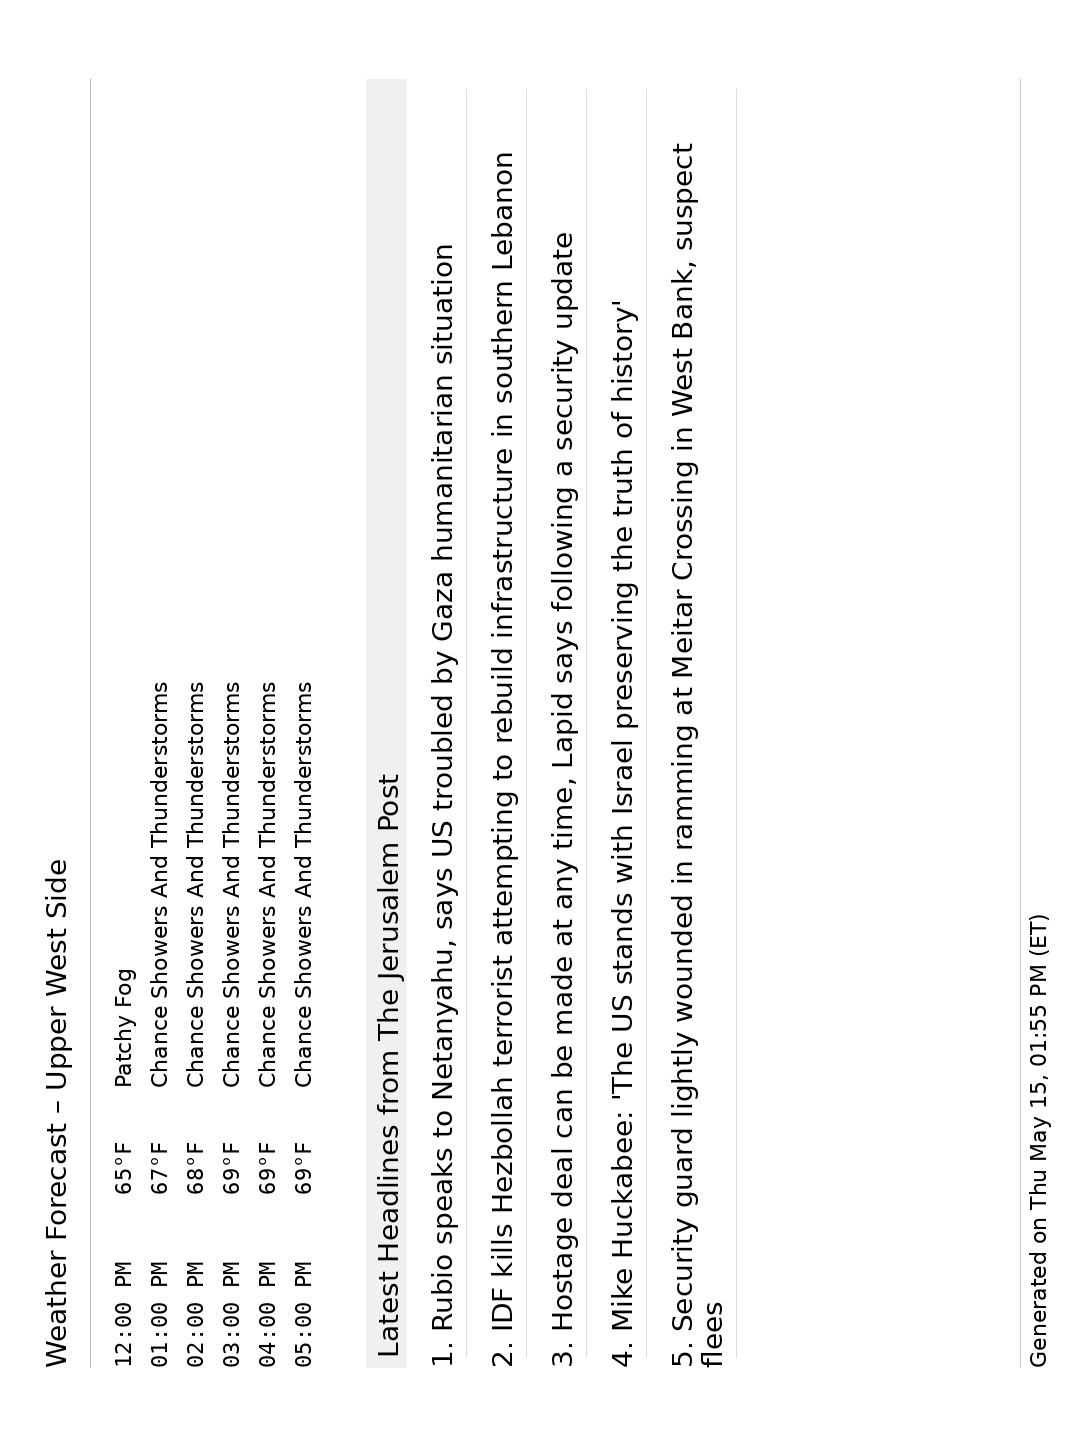 Weather Forecast – Upper West Side
12:00 PM 65°F Patchy Fog
01:00 PM 67°F Chance Showers And Thunderstorms
02:00 PM 68°F Chance Showers And Thunderstorms
03:00 PM 69°F Chance Showers And Thunderstorms
04:00 PM 69°F Chance Showers And Thunderstorms
05:00 PM 69°F Chance Showers And Thunderstorms
Latest Headlines from The Jerusalem Post
1. Rubio speaks to Netanyahu, says US troubled by Gaza humanitarian situation
2. IDF kills Hezbollah terrorist attempting to rebuild infrastructure in southern Lebanon
3. Hostage deal can be made at any time, Lapid says following a security update
4. Mike Huckabee: 'The US stands with Israel preserving the truth of history'
5. Security guard lightly wounded in ramming at Meitar Crossing in West Bank, suspect
flees
Generated on Thu May 15, 01:55 PM (ET)